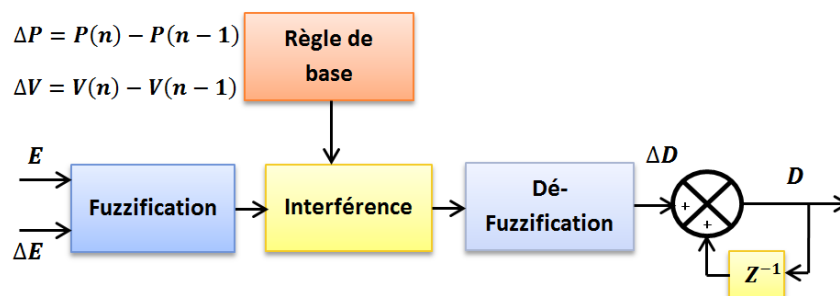 ΔP = P(n) − P(n − 1)
ΔV = V(n) − V(n − 1)
Règle de
base
E
ΔE
Fuzzification
Interférence
Dé-
Fuzzification
ΔD
+
+
D
Z⁻¹